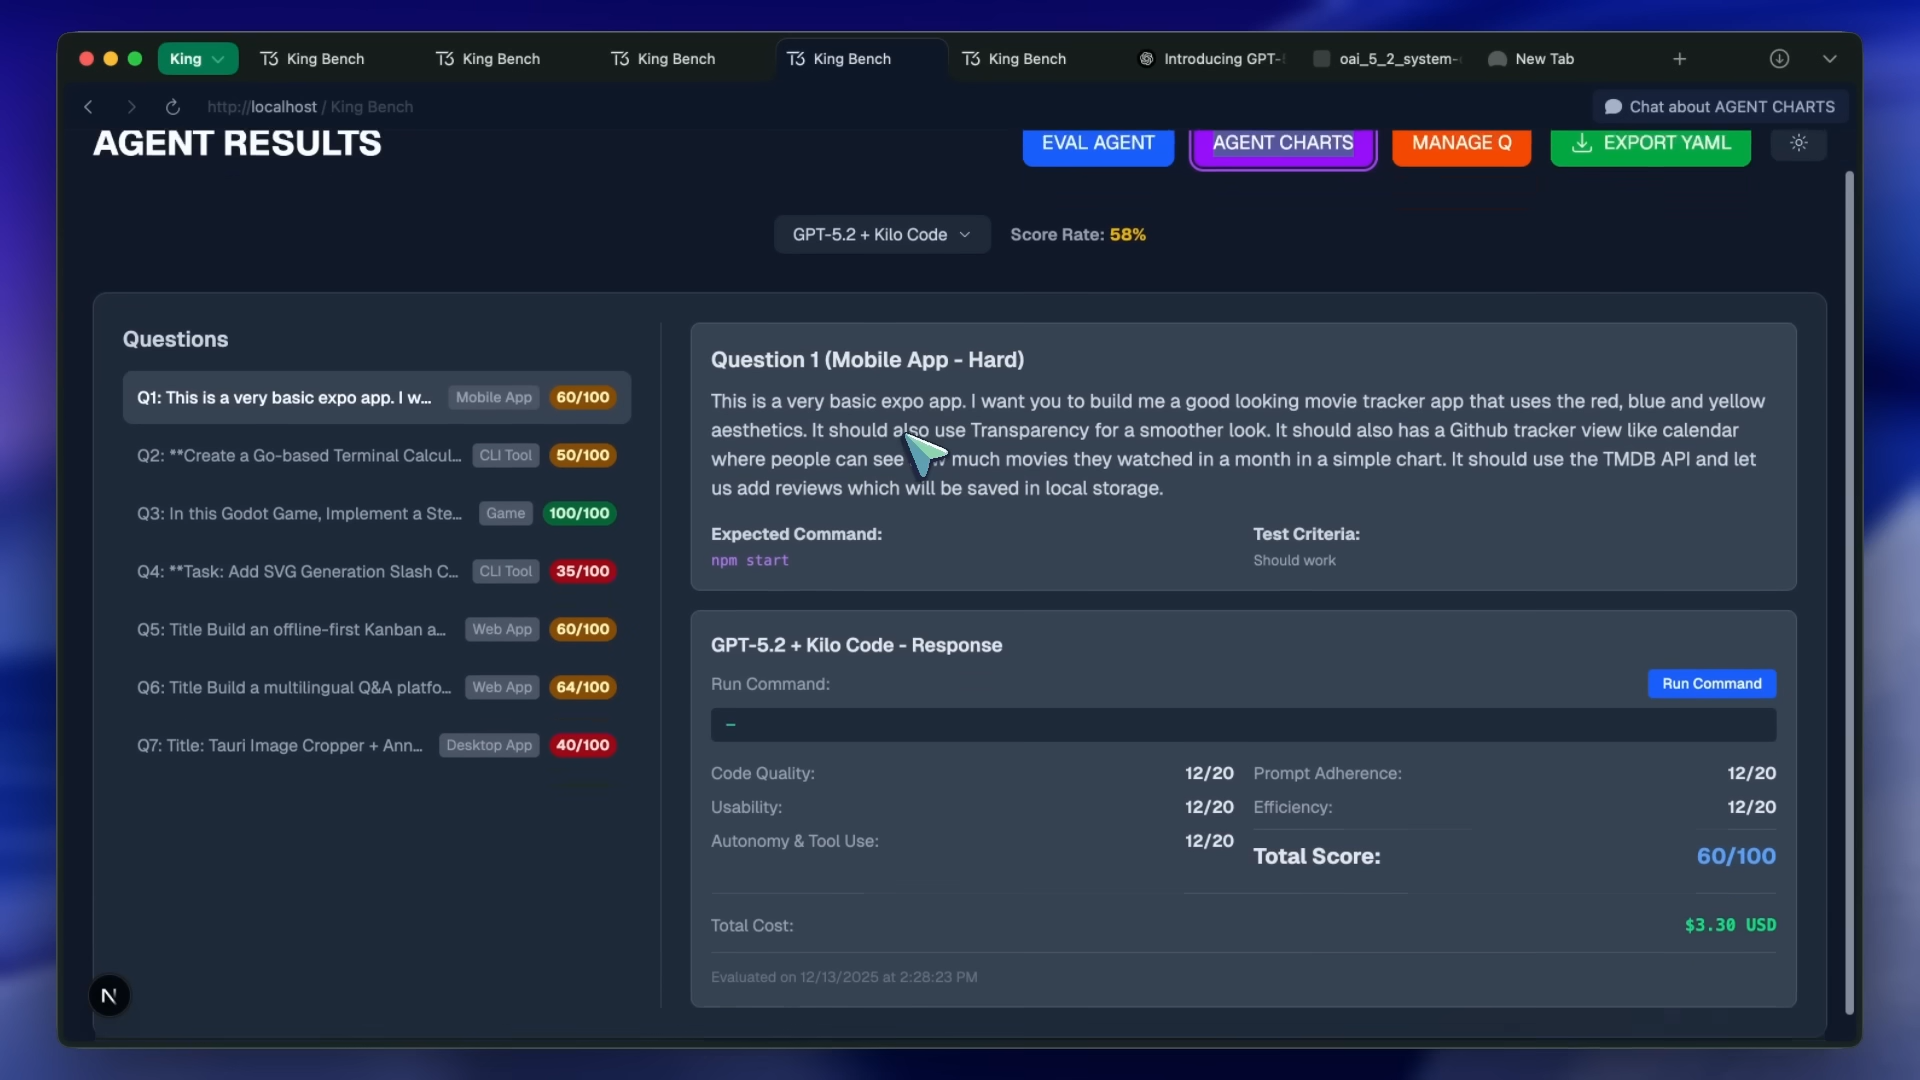 King
King Bench
King Bench
King Bench
King Bench
King Bench
Introducing GPT-
oai_5_2_system-
New Tab
http://localhost / King Bench
Chat about AGENT CHARTS
AGENT RESULTS
EVAL AGENT
AGENT CHARTS
MANAGE Q
EXPORT YAML
GPT-5.2 + Kilo Code
Score Rate: 58%
Questions
Q1: This is a very basic expo app. I w... Mobile App 60/100
Q2: **Create a Go-based Terminal Calcul... CLI Tool 50/100
Q3: In this Godot Game, Implement a Ste... Game 100/100
Q4: **Task: Add SVG Generation Slash C... CLI Tool 35/100
Q5: Title Build an offline-first Kanban a... Web App 60/100
Q6: Title Build a multilingual Q&A platfo... Web App 64/100
Q7: Title: Tauri Image Cropper + Ann... Desktop App 40/100
Question 1 (Mobile App - Hard)
This is a very basic expo app. I want you to build me a good looking movie tracker app that uses the red, blue and yellow
aesthetics. It should also use Transparency for a smoother look. It should also has a Github tracker view like calendar
where people can see much movies they watched in a month in a simple chart. It should use the TMDB API and let
us add reviews which will be saved in local storage.
Expected Command:
npm start
Test Criteria:
Should work
GPT-5.2 + Kilo Code - Response
Run Command:
Run Command
–
Code Quality: 12/20
Prompt Adherence: 12/20
Usability: 12/20
Efficiency: 12/20
Autonomy & Tool Use: 12/20
Total Score: 60/100
Total Cost: $3.30 USD
Evaluated on 12/13/2025 at 2:28:23 PM
N